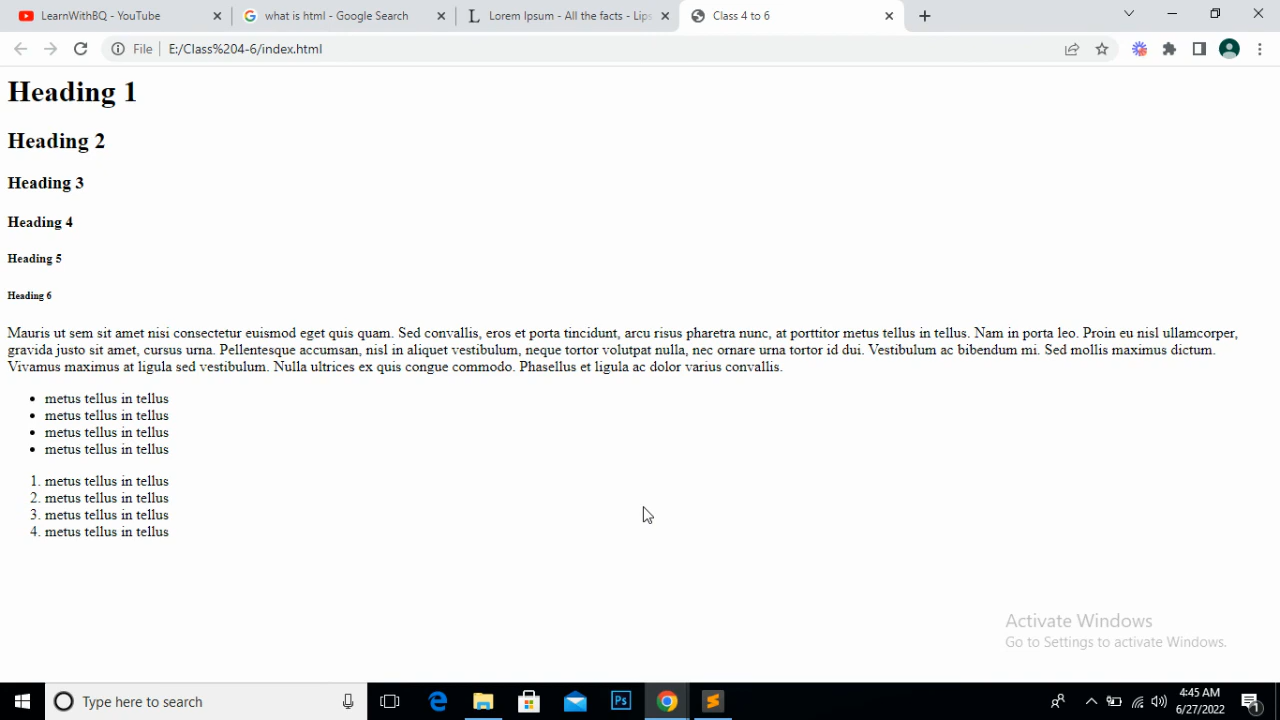 LearnWithBQ - YouTube
what is html - Google Search
Lorem Ipsum - All the facts - Lips
Class 4 to 6
File
E:/Class%204-6/index.html
Heading 1
Heading 2
Heading 3
Heading 4
Heading 5
Heading 6
Mauris ut sem sit amet nisi consectetur euismod eget quis quam. Sed convallis, eros et porta tincidunt, arcu risus pharetra nunc, at porttitor metus tellus in tellus. Nam in porta leo. Proin eu nisl ullamcorper,
gravida justo sit amet, cursus urna. Pellentesque accumsan, nisl in aliquet vestibulum, neque tortor volutpat nulla, nec ornare urna tortor id dui. Vestibulum ac bibendum mi. Sed mollis maximus dictum.
Vivamus maximus at ligula sed vestibulum. Nulla ultrices ex quis congue commodo. Phasellus et ligula ac dolor varius convallis.
• metus tellus in tellus
• metus tellus in tellus
• metus tellus in tellus
• metus tellus in tellus
1. metus tellus in tellus
2. metus tellus in tellus
3. metus tellus in tellus
4. metus tellus in tellus
Activate Windows
Go to Settings to activate Windows.
Type here to search
Ps
4:45 AM
6/27/2022
1